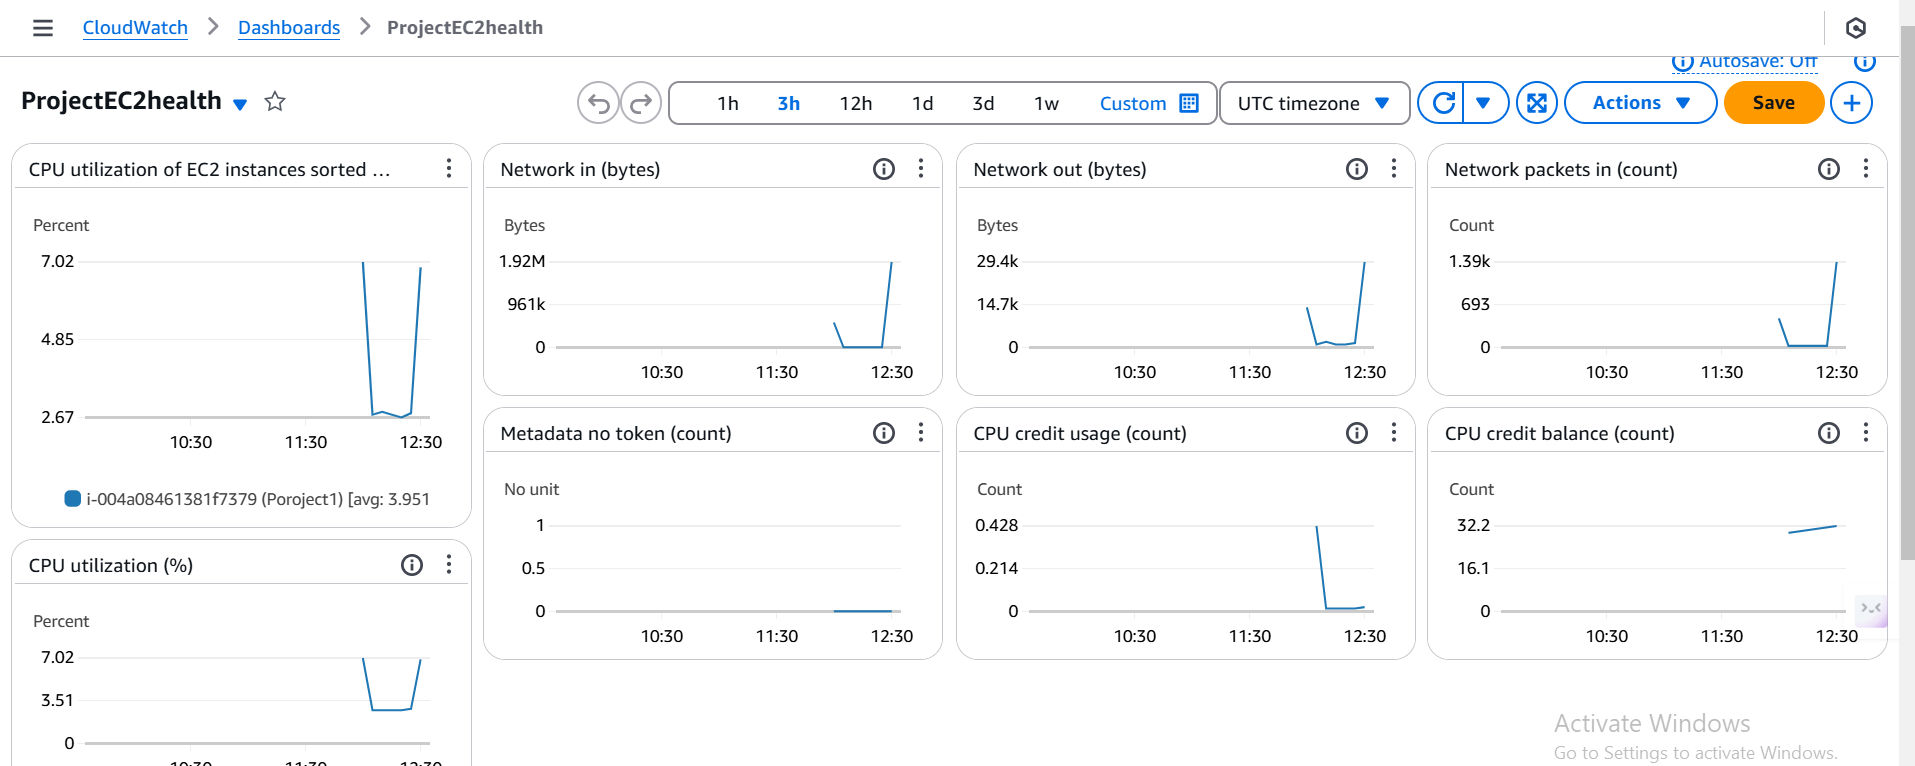 CloudWatch > Dashboards > ProjectEC2health
Autosave: Off
ProjectEC2health
1h 3h 12h 1d 3d 1w Custom UTC timezone Actions Save
CPU utilization of EC2 instances sorted ...
Percent
7.02
4.85
2.67
10:30 11:30 12:30
i-004a08461381f7379 (Poroject1) [avg: 3.951
Network in (bytes)
Bytes
1.92M
961k
0
10:30 11:30 12:30
Network out (bytes)
Bytes
29.4k
14.7k
0
10:30 11:30 12:30
Network packets in (count)
Count
1.39k
693
0
10:30 11:30 12:30
CPU utilization (%)
Percent
7.02
3.51
0
10:30 11:30 12:30
Metadata no token (count)
No unit
1
0.5
0
10:30 11:30 12:30
CPU credit usage (count)
Count
0.428
0.214
0
10:30 11:30 12:30
CPU credit balance (count)
Count
32.2
16.1
0
10:30 11:30 12:30
Activate Windows
Go to Settings to activate Windows.